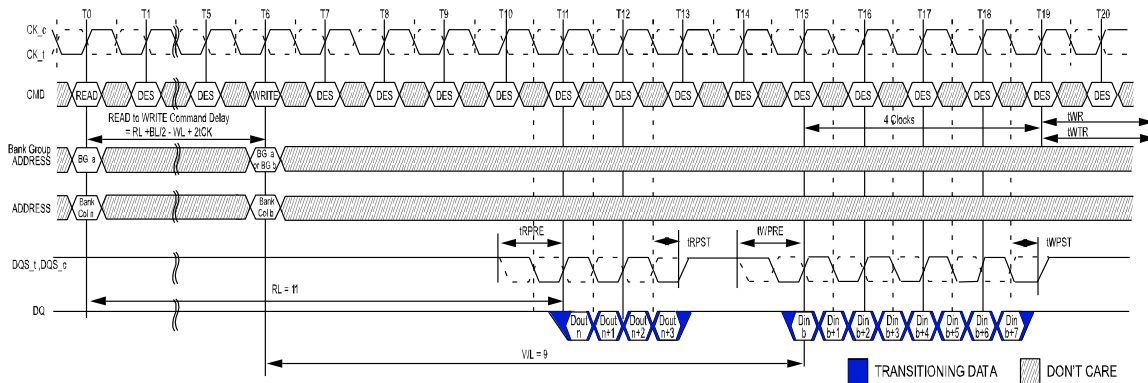 T0 T1 T5 T6 T7 T8 T9 T10 T11 T12 T13 T14 T15 T16 T17 T18 T19 T20
CK_c
CK_t
CMD READ DES DES WRITE DES DES DES DES DES DES DES DES DES DES DES DES DES DES
READ to WRITE Command Delay
= RL +BL/2 - WL + 2tCK
4 Clocks
tWR
tWTR
Bank Group
ADDRESS
BG a
BG a
or BG b
ADDRESS
Bank
Col n
Bank
Col b
tRPRE
tRPST
tWPRE
tWPST
DQS_t ,DQS_c
RL = 11
DQ
Dout
n
Dout
n+1
Dout
n+2
Dout
n+3
Din
b
Din
b+1
Din
b+2
Din
b+3
Din
b+4
Din
b+5
Din
b+6
Din
b+7
WL = 9
TRANSITIONING DATA
DON'T CARE